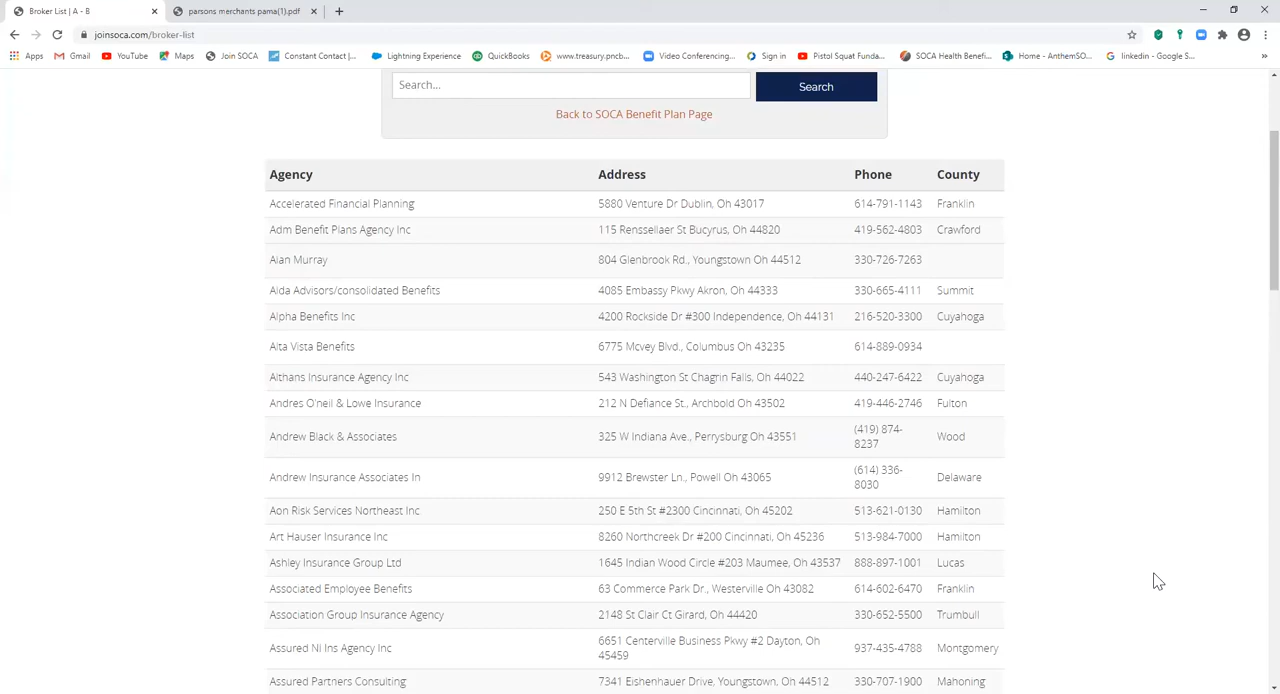 Broker List | A - B
parsons merchants pama(1).pdf
joinsoca.com/broker-list
Apps Gmail YouTube Maps Join SOCA Constant Contact |... Lightning Experience QuickBooks www.treasury.pncb... Video Conferencing... Sign in Pistol Squat Funda... SOCA Health Benefi... Home - AnthemSO... linkedin - Google S... »
Search... Search
Back to SOCA Benefit Plan Page
Agency Address Phone County
Accelerated Financial Planning 5880 Venture Dr Dublin, Oh 43017 614-791-1143 Franklin
Adm Benefit Plans Agency Inc 115 Renssellaer St Bucyrus, Oh 44820 419-562-4803 Crawford
Alan Murray 804 Glenbrook Rd., Youngstown Oh 44512 330-726-7263
Alda Advisors/consolidated Benefits 4085 Embassy Pkwy Akron, Oh 44333 330-665-4111 Summit
Alpha Benefits Inc 4200 Rockside Dr #300 Independence, Oh 44131 216-520-3300 Cuyahoga
Alta Vista Benefits 6775 Mcvey Blvd., Columbus Oh 43235 614-889-0934
Althans Insurance Agency Inc 543 Washington St Chagrin Falls, Oh 44022 440-247-6422 Cuyahoga
Andres O'neil & Lowe Insurance 212 N Defiance St., Archbold Oh 43502 419-446-2746 Fulton
Andrew Black & Associates 325 W Indiana Ave., Perrysburg Oh 43551 (419) 874-
8237 Wood
Andrew Insurance Associates In 9912 Brewster Ln., Powell Oh 43065 (614) 336-
8030 Delaware
Aon Risk Services Northeast Inc 250 E 5th St #2300 Cincinnati, Oh 45202 513-621-0130 Hamilton
Art Hauser Insurance Inc 8260 Northcreek Dr #200 Cincinnati, Oh 45236 513-984-7000 Hamilton
Ashley Insurance Group Ltd 1645 Indian Wood Circle #203 Maumee, Oh 43537 888-897-1001 Lucas
Associated Employee Benefits 63 Commerce Park Dr., Westerville Oh 43082 614-602-6470 Franklin
Association Group Insurance Agency 2148 St Clair Ct Girard, Oh 44420 330-652-5500 Trumbull
Assured Nl Ins Agency Inc 6651 Centerville Business Pkwy #2 Dayton, Oh
45459 937-435-4788 Montgomery
Assured Partners Consulting 7341 Eishenhauer Drive, Youngstown, Oh 44512 330-707-1900 Mahoning